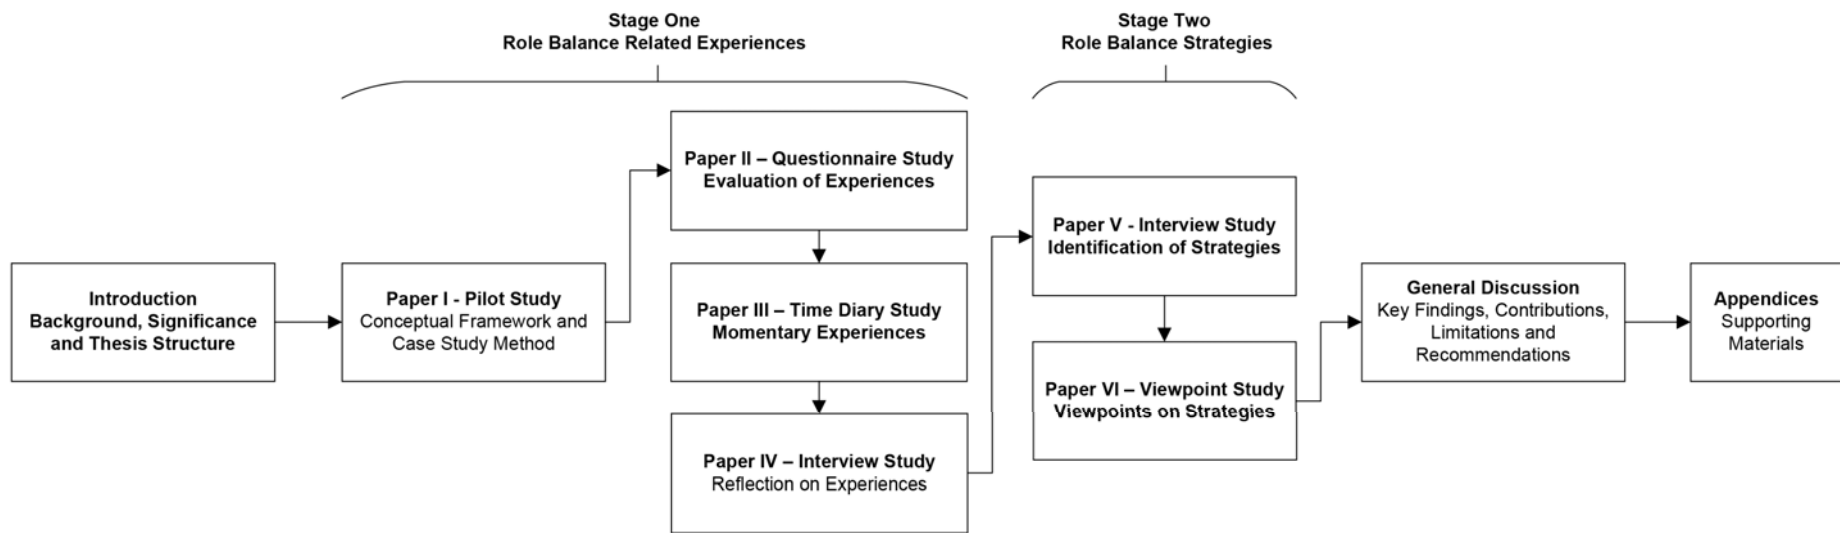 Stage One
Role Balance Related Experiences
Stage Two
Role Balance Strategies
Introduction
Background, Significance
and Thesis Structure
Paper I - Pilot Study
Conceptual Framework and
Case Study Method
Paper II – Questionnaire Study
Evaluation of Experiences
Paper III – Time Diary Study
Momentary Experiences
Paper IV – Interview Study
Reflection on Experiences
Paper V - Interview Study
Identification of Strategies
Paper VI – Viewpoint Study
Viewpoints on Strategies
General Discussion
Key Findings, Contributions,
Limitations and
Recommendations
Appendices
Supporting
Materials